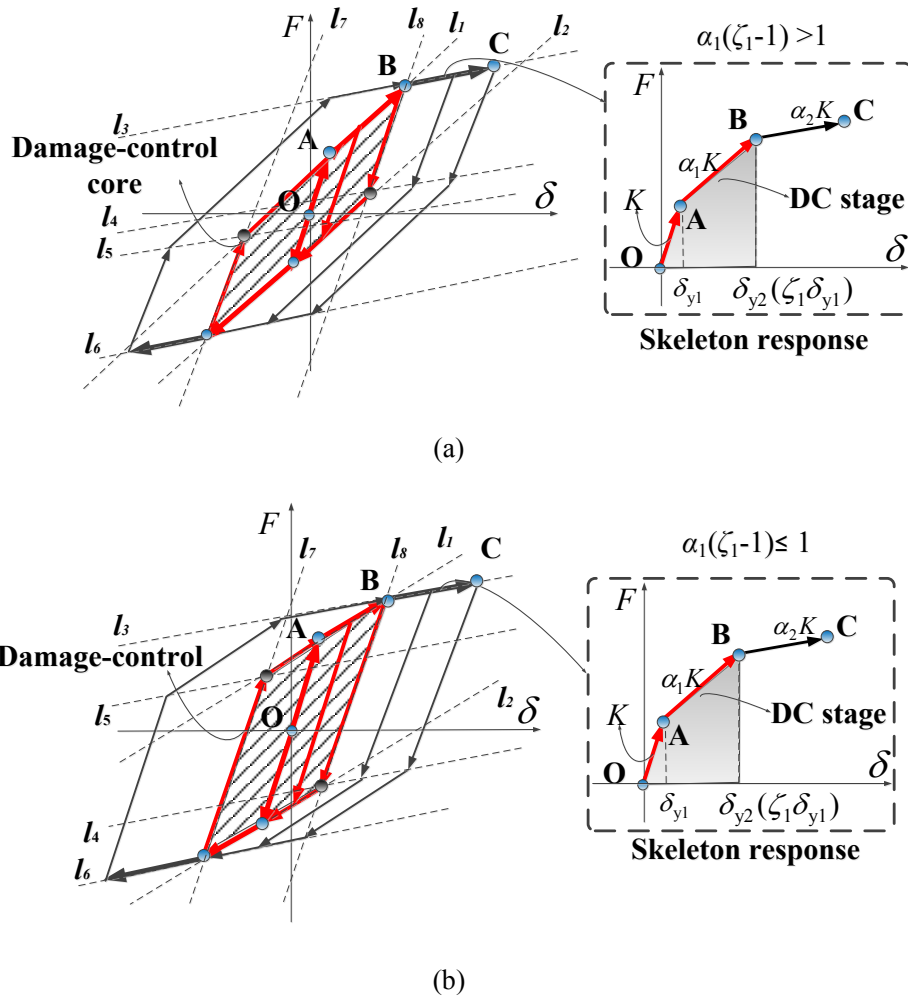 l7
l8
l1
l2
F
α1(ζ1-1) >1
B
C
l3
A
Damage-control
core
O
δ
l4
l5
l6
F
C
B
α2K
α1K
K
DC stage
A
O
δ
δy1
δy2(ζ1δy1)
Skeleton response
(a)
F
l7
l8
l1
C
α1(ζ1-1)≤ 1
B
l3
A
Damage-control
l2
O
δ
l5
l4
l6
F
C
B
α2K
α1K
K
DC stage
A
O
δ
δy1
δy2(ζ1δy1)
Skeleton response
(b)